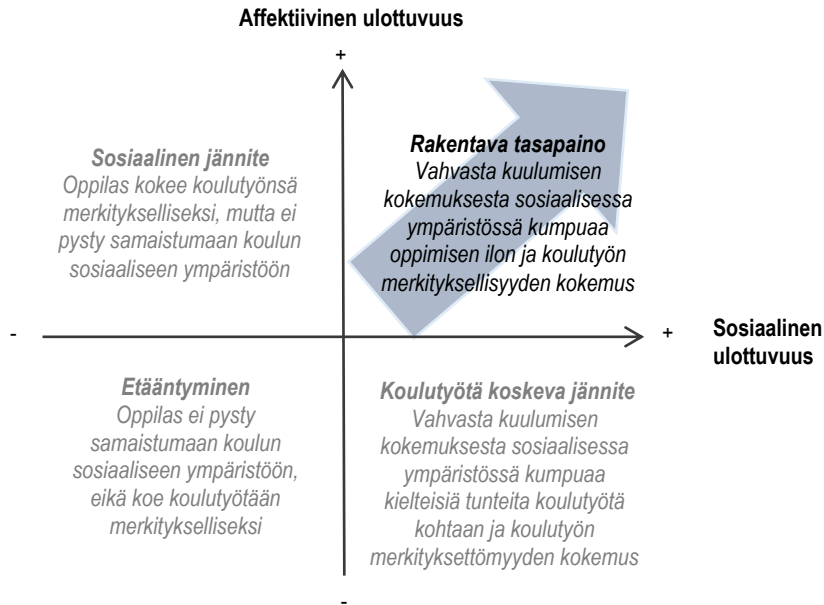 Affektiivinen ulottuvuus
+
Sosiaalinen jännite
Oppilas kokee koulutyönsä
merkitykselliseksi, mutta ei
pysty samaistumaan koulun
sosiaaliseen ympäristöön
Rakentava tasapaino
Vahvasta kuulumisen
kokemuksesta sosiaalisessa
ympäristössä kumpuaa
oppimisen ilon ja koulutyön
merkityksellisyyden kokemus
-
+
Sosiaalinen
ulottuvuus
Etääntyminen
Oppilas ei pysty
samaistumaan koulun
sosiaaliseen ympäristöön,
eikä koe koulutyötään
merkitykselliseksi
Koulutyötä koskeva jännite
Vahvasta kuulumisen
kokemuksesta sosiaalisessa
ympäristössä kumpuaa
kielteisiä tunteita koulutyötä
kohtaan ja koulutyön
merkityksettömyyden kokemus
-